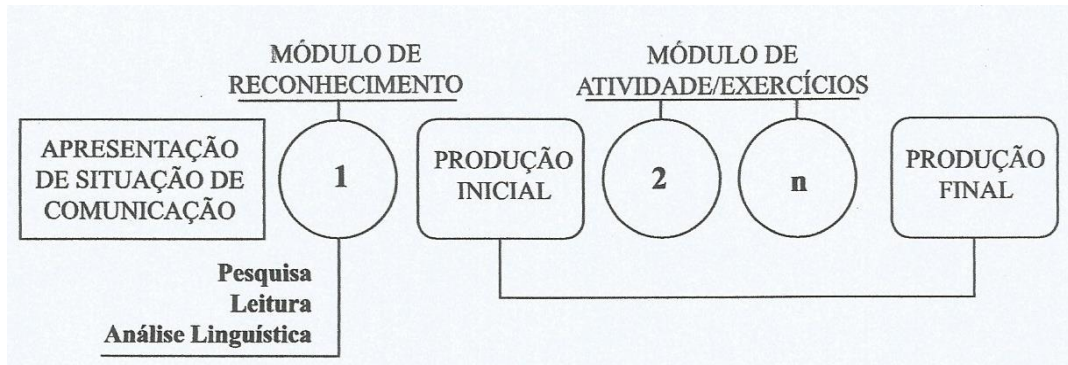 MÓDULO DE
RECONHECIMENTO
MÓDULO DE
ATIVIDADE/EXERCÍCIOS
APRESENTAÇÃO
DE SITUAÇÃO DE
COMUNICAÇÃO
1
PRODUÇÃO
INICIAL
2
n
PRODUÇÃO
FINAL
Pesquisa
Leitura
Análise Linguística